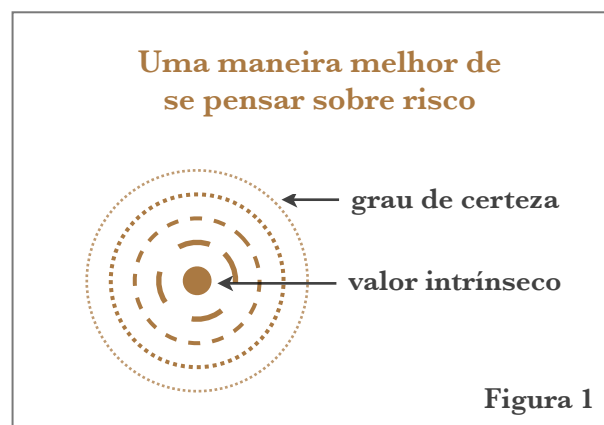 Uma maneira melhor de
se pensar sobre risco
grau de certeza
valor intrínseco
Figura 1